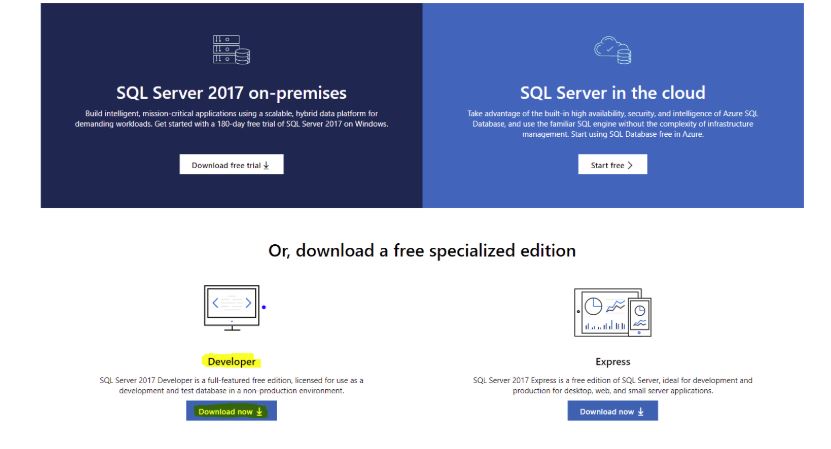 SQL Server 2017 on-premises
Build intelligent, mission-critical applications using a scalable, hybrid data platform for
demanding workloads. Get started with a 180-day free trial of SQL Server 2017 on Windows.
Download free trial
SQL Server in the cloud
Take advantage of the built-in high availability, security, and intelligence of Azure SQL
Database, and use the familiar SQL engine without the complexity of infrastructure
management. Start using SQL Database free in Azure.
Start free
Or, download a free specialized edition
Developer
SQL Server 2017 Developer is a full-featured free edition, licensed for use as a
development and test database in a non-production environment.
Download now
Express
SQL Server 2017 Express is a free edition of SQL Server, ideal for development and
production for desktop, web, and small server applications.
Download now